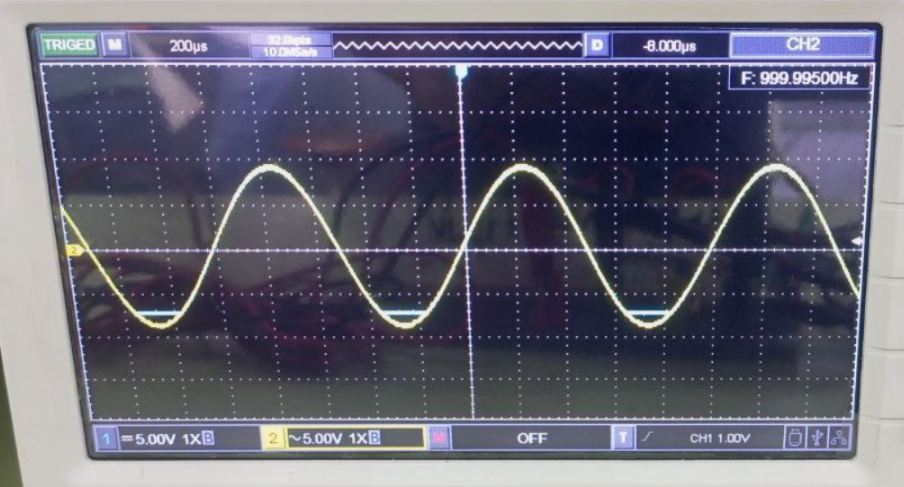 TRIGED M 200μs 32.0kpts D -8.000μs CH2
10.0MSa/s
F: 999.99500Hz
2
1 5.00V 1X B 2 ~5.00V 1X B M OFF T CH1 1.00V